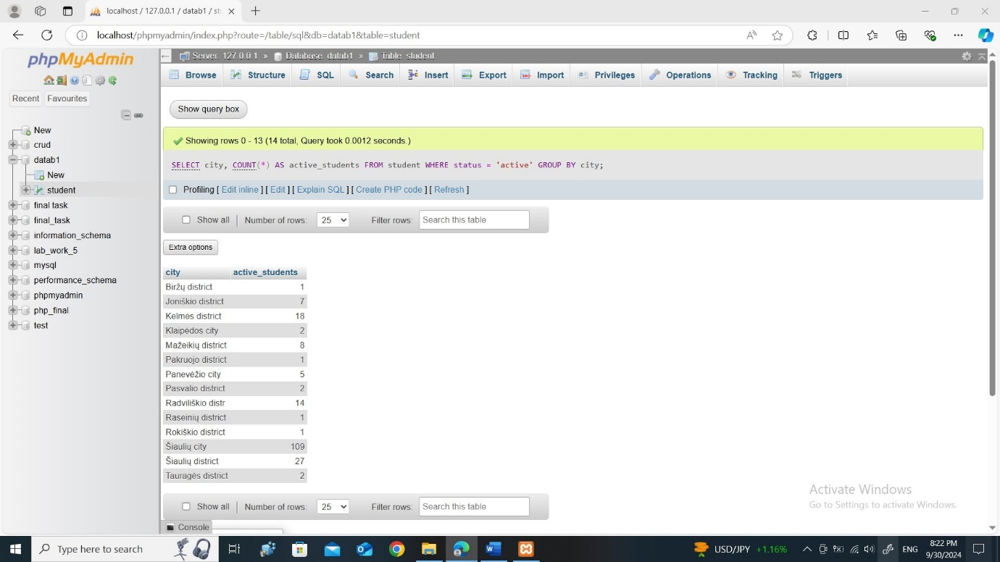 localhost / 127.0.0.1 / datab1 / stu
localhost/phpmyadmin/index.php?route=/table/sql&db=datab1&table=student
phpMyAdmin
Recent Favourites
New
crud
datab1
New
student
final task
final_task
information_schema
lab_work_5
mysql
performance_schema
phpmyadmin
php_final
test
Server: 127.0.0.1 » Database: datab1 » Table: student
Browse Structure SQL Search Insert Export Import Privileges Operations Tracking Triggers
Show query box
Showing rows 0 - 13 (14 total, Query took 0.0012 seconds.)
SELECT city, COUNT(*) AS active_students FROM student WHERE status = 'active' GROUP BY city;
Profiling [ Edit inline ] [ Edit ] [ Explain SQL ] [ Create PHP code ] [ Refresh ]
Show all Number of rows: 25 Filter rows: Search this table
Extra options
city active_students
Biržų district 1
Joniškio district 7
Kelmės district 18
Klaipėdos city 2
Mažeikių district 8
Pakruojo district 1
Panevėžio city 5
Pasvalio district 2
Radviliškio distr 14
Raseinių district 1
Rokiškio district 1
Šiaulių city 109
Šiaulių district 27
Tauragės district 2
Show all Number of rows: 25 Filter rows: Search this table
Console
Activate Windows
Go to Settings to activate Windows.
Type here to search
USD/JPY +1.16%
ENG
8:22 PM
9/30/2024